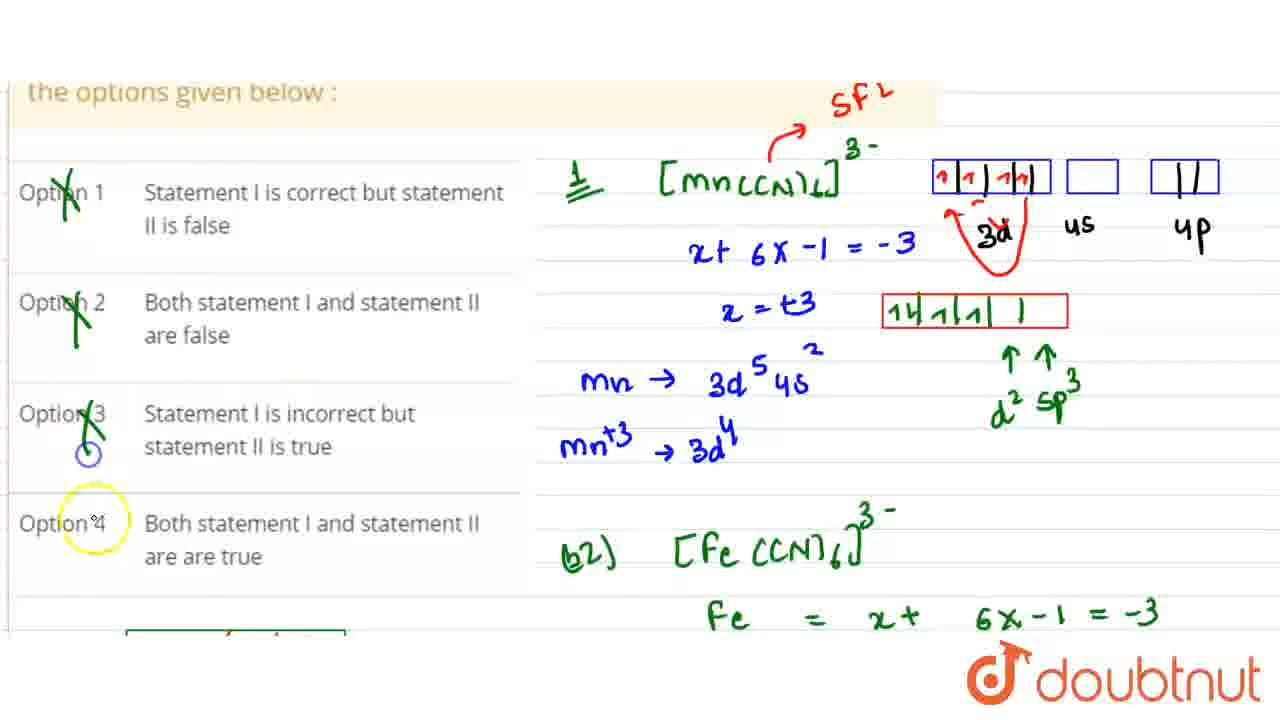 the options given below :
SFL
Option 1 Statement I is correct but statement
II is false
Option 2 Both statement I and statement II
are false
Option 3 Statement I is incorrect but
statement II is true
Option 4 Both statement I and statement II
are are true
1 [Mn(CN)6]3-
3d 4s 4p
x + 6x -1 = -3
x = +3
d2 sp3
Mn → 3d5 4s2
Mn+3 → 3d4
b2) [Fe(CN)6]3-
Fe = x + 6x -1 = -3
doubtnut